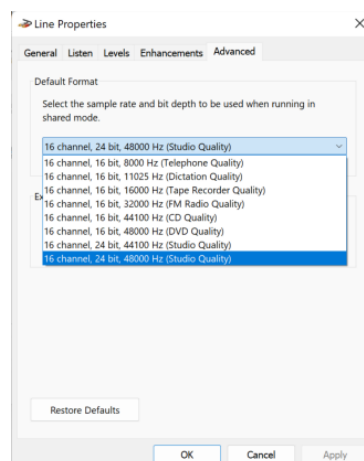 Line Properties
General Listen Levels Enhancements Advanced
Default Format
Select the sample rate and bit depth to be used when running in
shared mode.
16 channel, 24 bit, 48000 Hz (Studio Quality)
16 channel, 16 bit, 8000 Hz (Telephone Quality)
16 channel, 16 bit, 11025 Hz (Dictation Quality)
16 channel, 16 bit, 16000 Hz (Tape Recorder Quality)
16 channel, 16 bit, 32000 Hz (FM Radio Quality)
16 channel, 16 bit, 44100 Hz (CD Quality)
16 channel, 16 bit, 48000 Hz (DVD Quality)
16 channel, 24 bit, 44100 Hz (Studio Quality)
16 channel, 24 bit, 48000 Hz (Studio Quality)
Restore Defaults
OK Cancel Apply